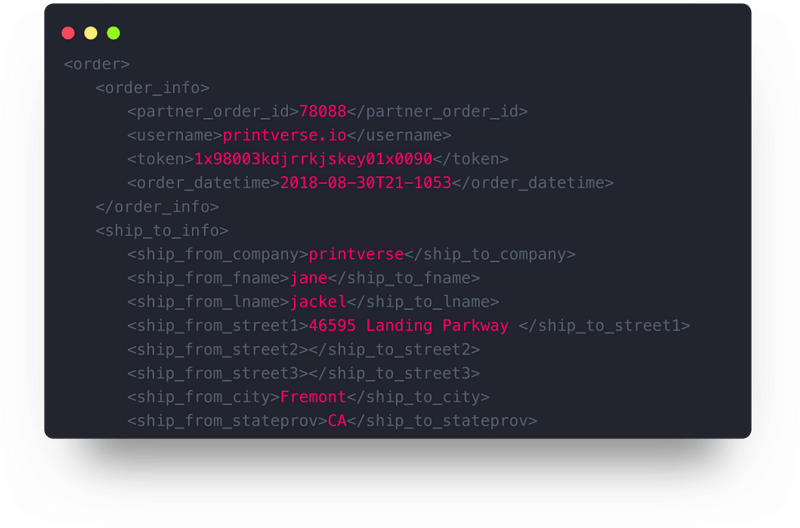 <order>
<order_info>
<partner_order_id>78088</partner_order_id>
<username>printverse.io</username>
<token>1x98003kdjrrkjskey01x0090</token>
<order_datetime>2018-08-30T21-1053</order_datetime>
</order_info>
<ship_to_info>
<ship_from_company>printverse</ship_to_company>
<ship_from_fname>jane</ship_to_fname>
<ship_from_lname>jackel</ship_to_lname>
<ship_from_street1>46595 Landing Parkway </ship_to_street1>
<ship_from_street2></ship_to_street2>
<ship_from_street3></ship_to_street3>
<ship_from_city>Fremont</ship_to_city>
<ship_from_stateprov>CA</ship_to_stateprov>